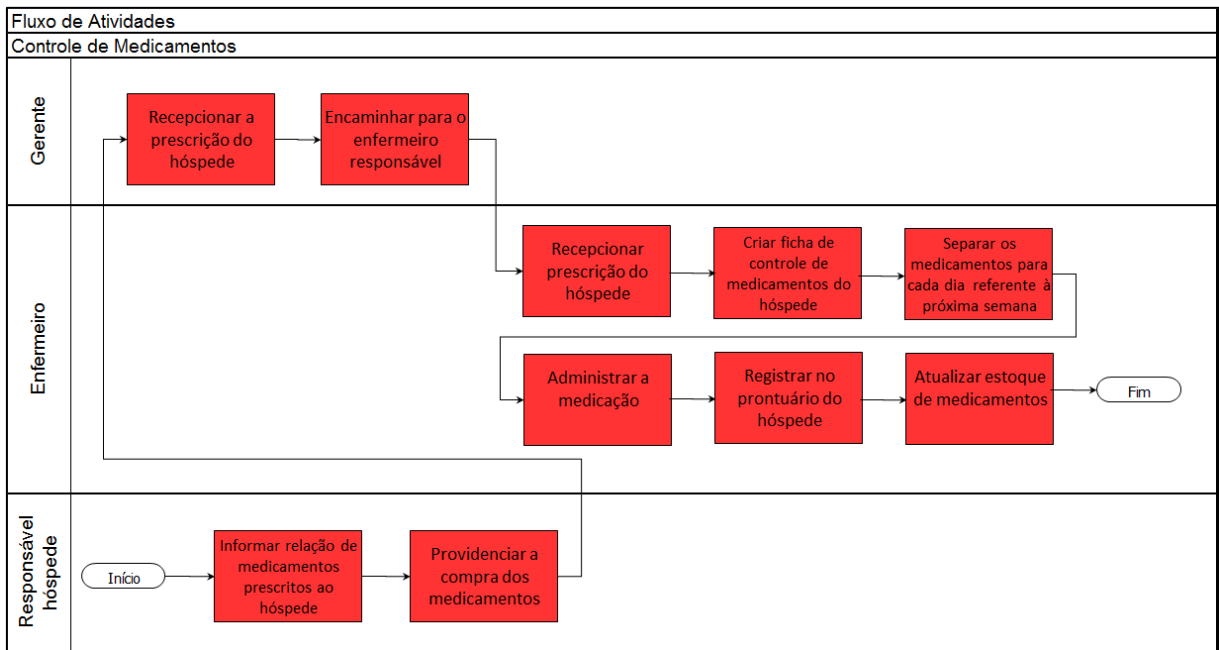 Fluxo de Atividades
Controle de Medicamentos
Gerente
Recepcionar a
prescrição do
hóspede
Encaminhar para o
enfermeiro
responsável
Enfermeiro
Recepcionar
prescrição do
hóspede
Criar ficha de
controle de
medicamentos do
hóspede
Separar os
medicamentos para
cada dia referente à
próxima semana
Administrar a
medicação
Registrar no
prontuário do
hóspede
Atualizar estoque
de medicamentos
Fim
Responsável
hóspede
Início
Informar relação de
medicamentos
prescritos ao
hóspede
Providenciar a
compra dos
medicamentos